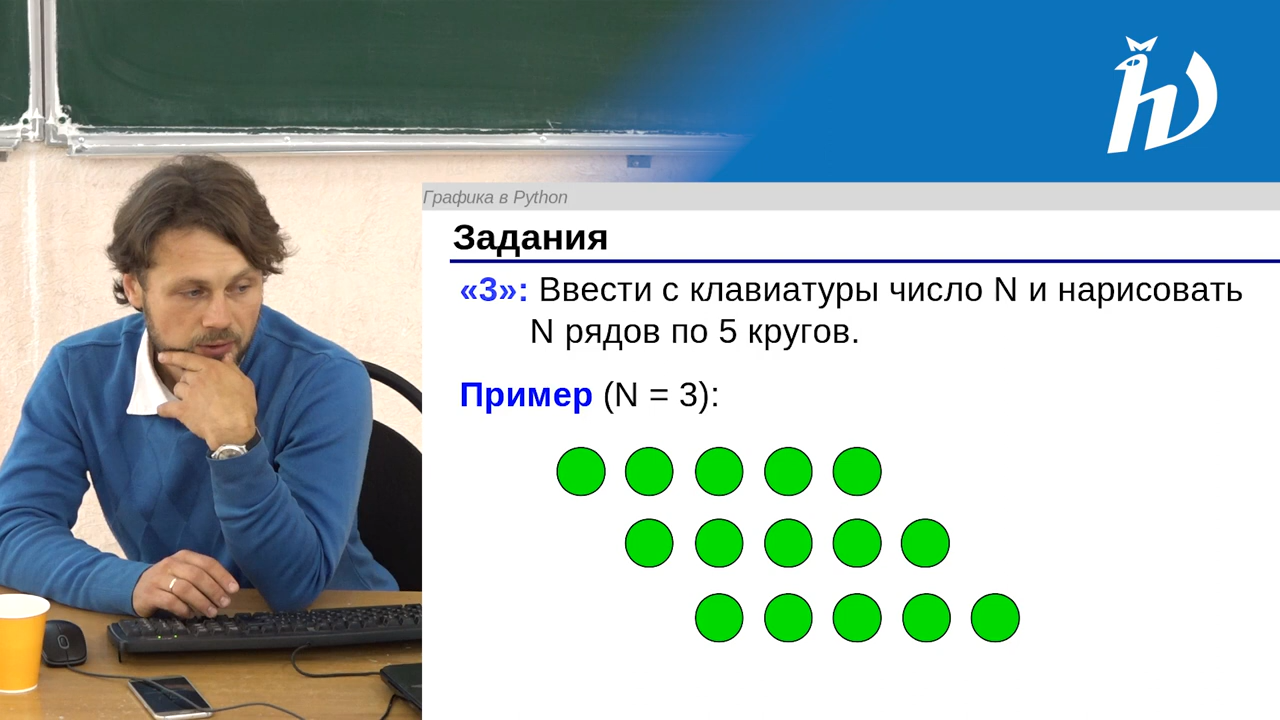 Графика в Python
Задания
«3»: Ввести с клавиатуры число N и нарисовать
N рядов по 5 кругов.
Пример (N = 3):